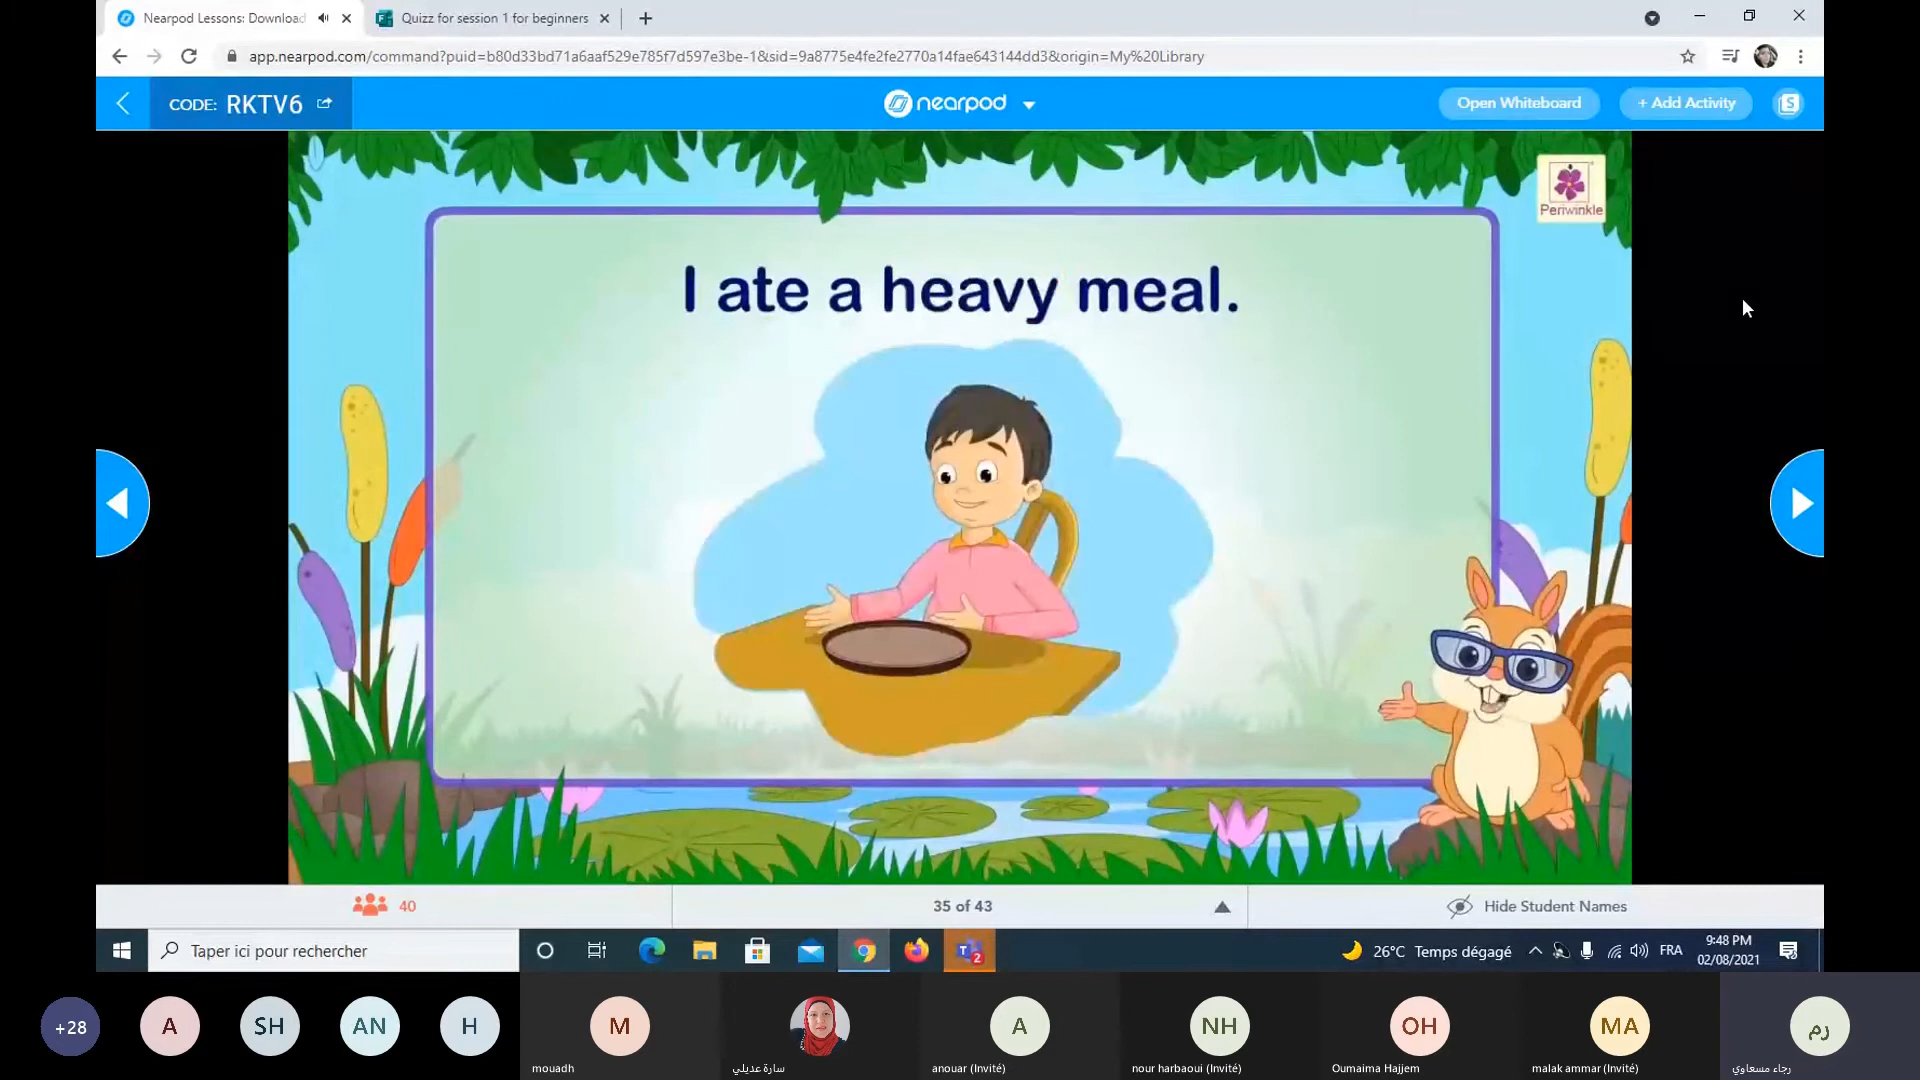 Nearpod Lessons: Download
Quizz for session 1 for beginners
app.nearpod.com/command?puid=b80d33bd71a6aaf529e785f7d597e3be-1&sid=9a8775e4fe2fe2770a14fae643144dd3&origin=My%20Library
CODE: RKTV6
nearpod
Open Whiteboard
+ Add Activity
S
Periwinkle
I ate a heavy meal.
40
35 of 43
Hide Student Names
Taper ici pour rechercher
T
2
26°C Temps dégagé
FRA
9:48 PM
02/08/2021
+28
A
SH
AN
H
M
A
NH
OH
MA
رم
mouadh
سارة عديلي
anouar (Invité)
nour harbaoui (Invité)
Oumaima Hajjem
malak ammar (Invité)
رجاء مسعاوي